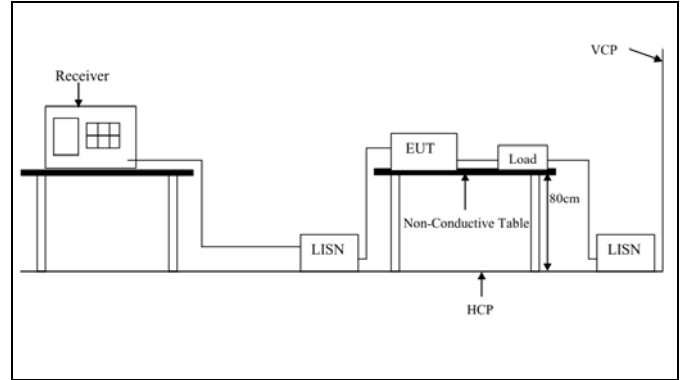 VCP
Receiver
EUT
Load
80cm
Non-Conductive Table
LISN
LISN
HCP